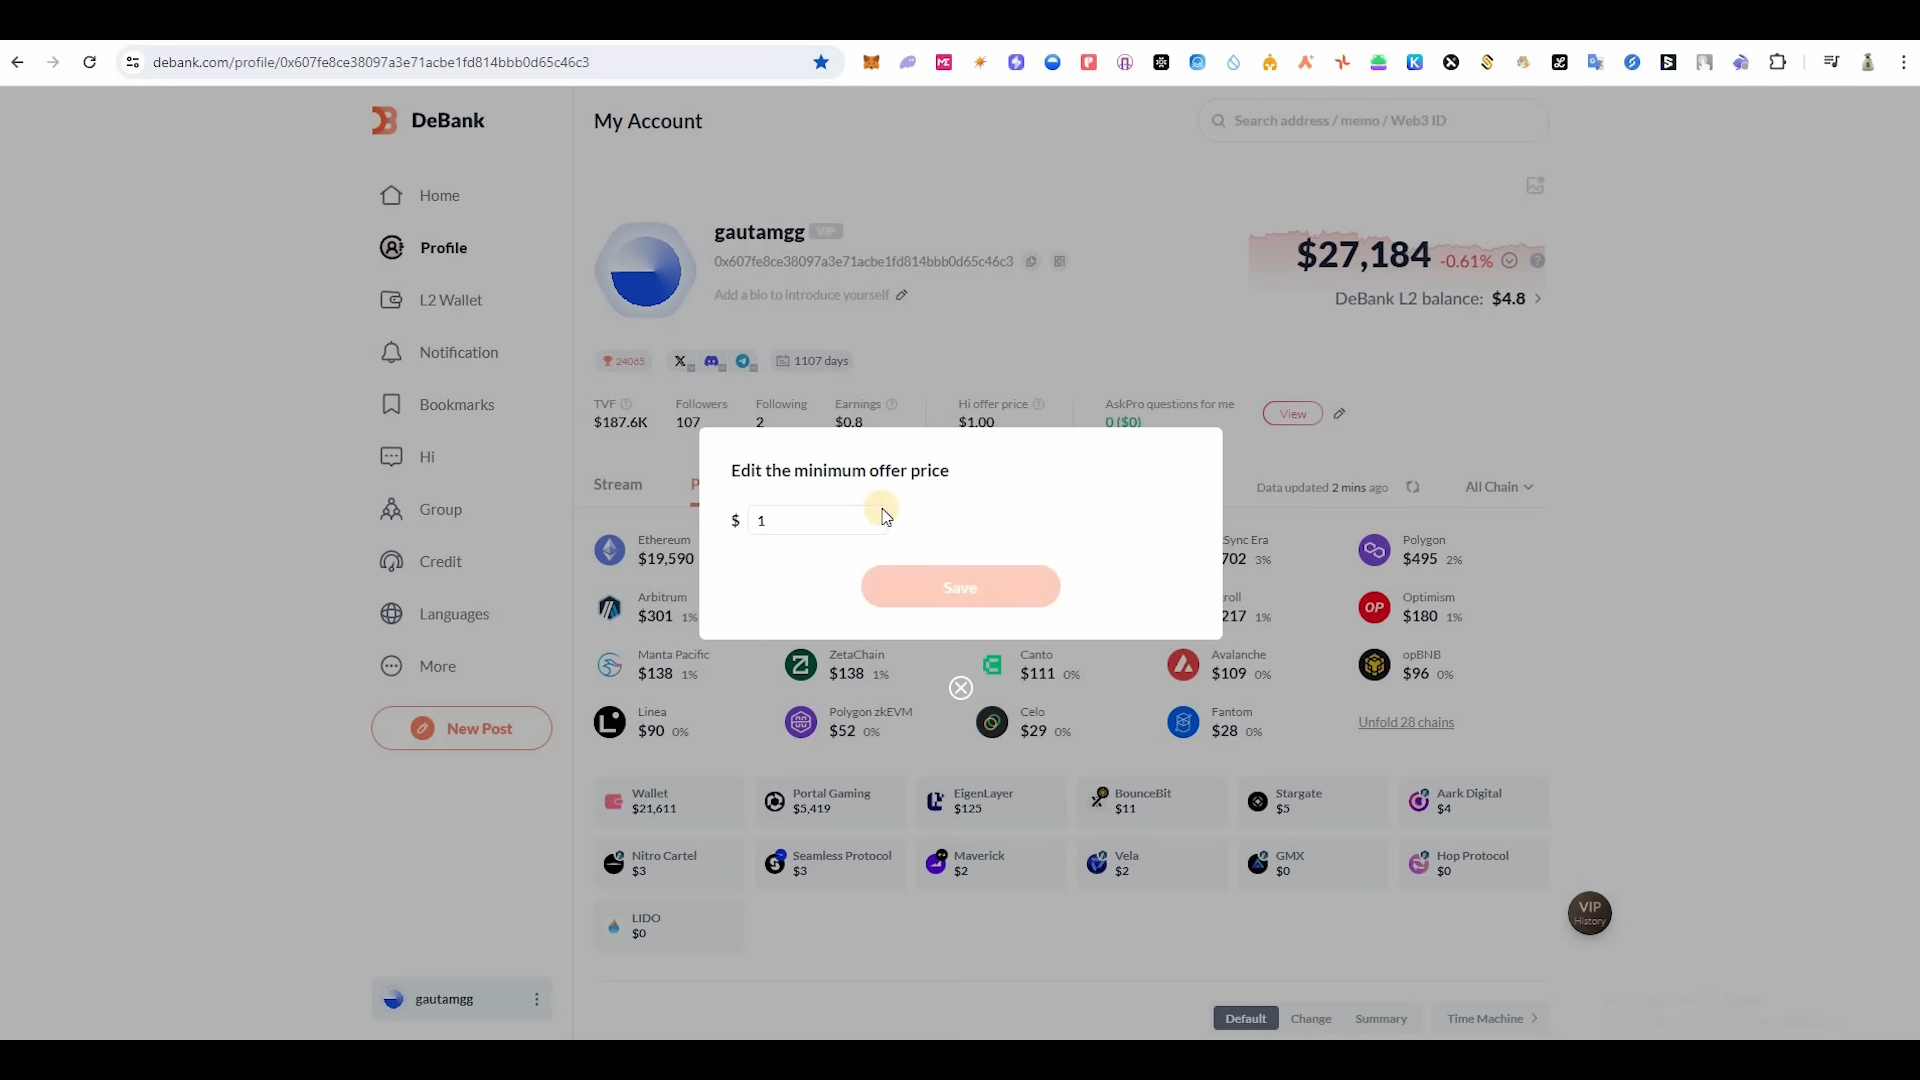 debank.com/profile/0x607fe8ce38097a3e71acbe1fd814bbb0d65c46c3
DeBank
My Account
Search address / memo / Web3 ID
Home
Profile
L2 Wallet
Notification
Bookmarks
Hi
Group
Credit
Languages
More
New Post
gautamgg
gautamgg VIP
0x607fe8ce38097a3e71acbe1fd814bbb0d65c46c3
Add a bio to introduce yourself
$27,184 -0.61%
DeBank L2 balance: $4.8
24065
1107 days
TVF Followers Following Earnings Hi offer price AskPro questions for me
$187.6K 107 2 $0.8 $1.00 0 ($0)
View
Stream P
Data updated 2 mins ago
All Chain
Edit the minimum offer price
$ 1
Save
Ethereum
$19,590
Sync Era
702 3%
Polygon
$495 2%
Arbitrum
$301 1%
roll
217 1%
Optimism
$180 1%
Manta Pacific
$138 1%
ZetaChain
$138 1%
Canto
$111 0%
Avalanche
$109 0%
opBNB
$96 0%
Linea
$90 0%
Polygon zkEVM
$52 0%
Celo
$29 0%
Fantom
$28 0%
Unfold 28 chains
Wallet
$21,611
Portal Gaming
$5,419
EigenLayer
$125
BounceBit
$11
Stargate
$5
Aark Digital
$4
Nitro Cartel
$3
Seamless Protocol
$3
Maverick
$2
Vela
$2
GMX
$0
Hop Protocol
$0
LIDO
$0
VIP
History
Default Change Summary Time Machine